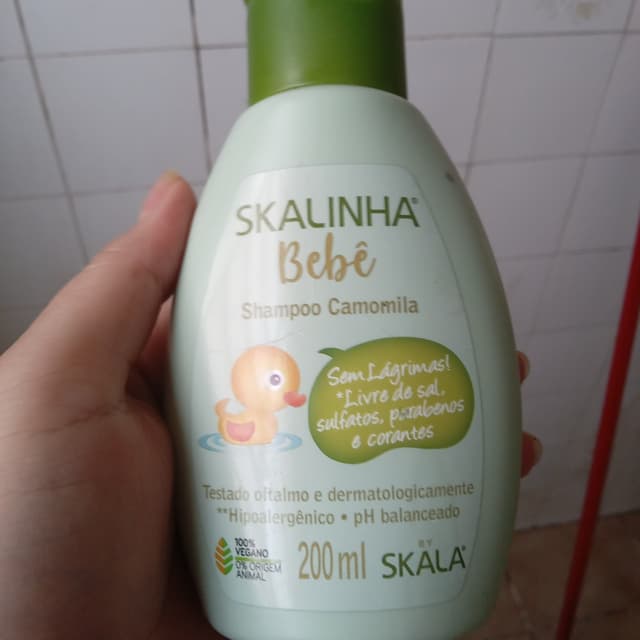 SKALINHA®
Bebê
Shampoo Camomila
Sem Lágrimas!
*Livre de sal,
sulfatos, parabenos
e corantes
Testado oftalmo e dermatologicamente
**Hipoalergênico • pH balanceado
100%
VEGANO
0% ORIGEM
ANIMAL
200ml
BY
SKALA®